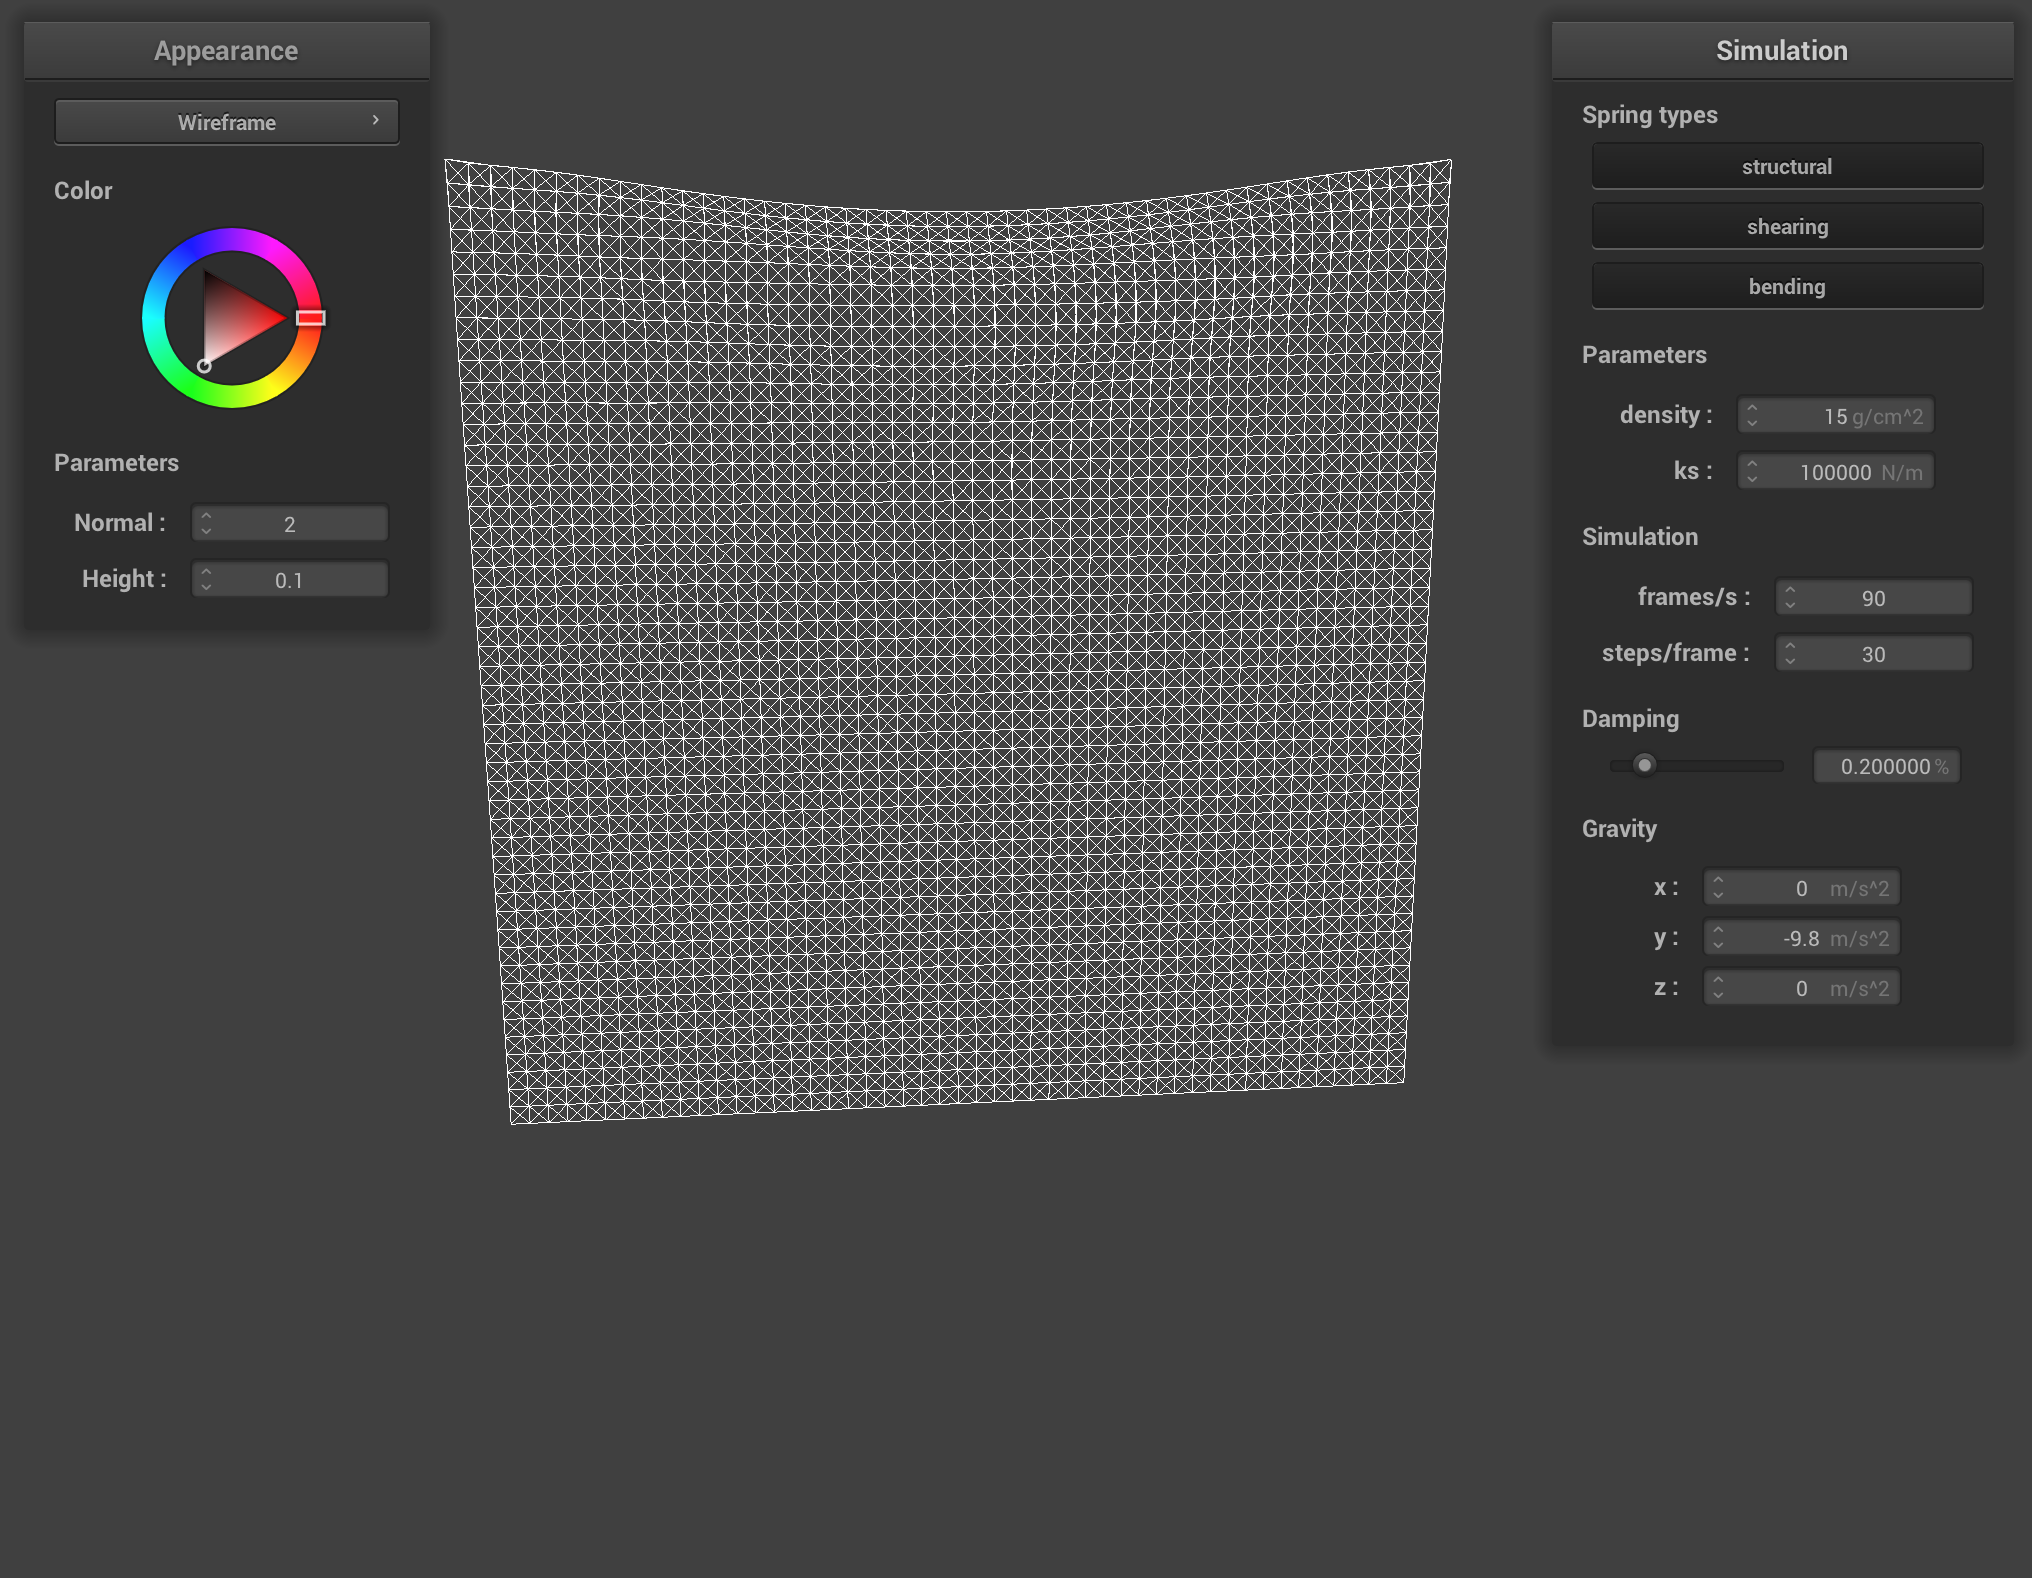 Appearance
Wireframe
Color
Parameters
Normal : 2
Height : 0.1
Simulation
Spring types
structural
shearing
bending
Parameters
density : 15 g/cm^2
ks : 100000 N/m
Simulation
frames/s : 90
steps/frame : 30
Damping
0.200000 %
Gravity
x : 0 m/s^2
y : -9.8 m/s^2
z : 0 m/s^2